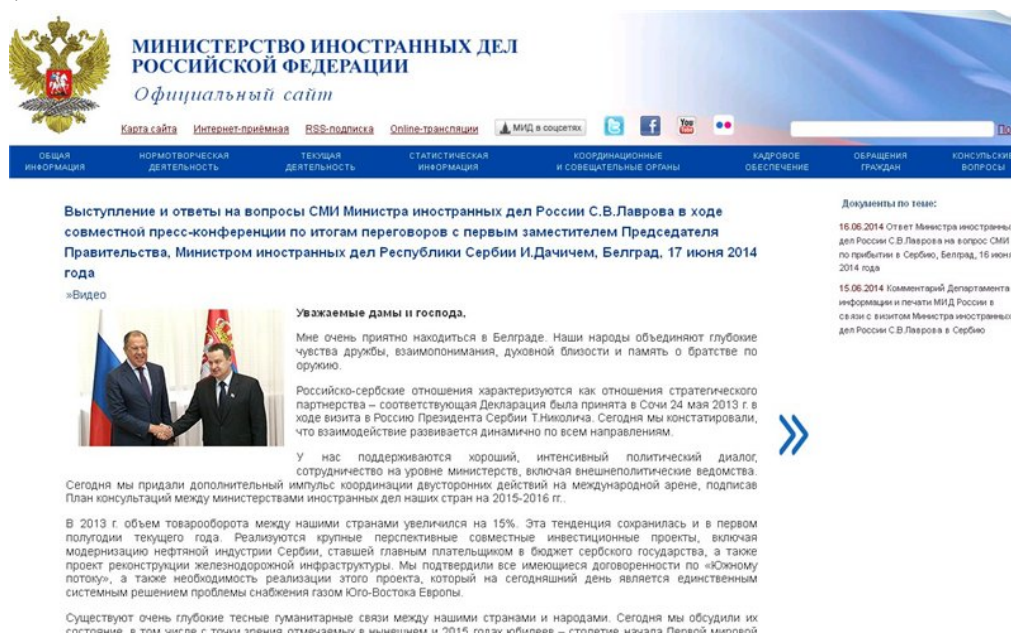 МИНИСТЕРСТВО ИНОСТРАННЫХ ДЕЛ
РОССИЙСКОЙ ФЕДЕРАЦИИ
Официальный сайт
Карта сайта Интернет-приёмная RSS-подписка Online-трансляции МИД в соцсетях
ОБЩАЯ ИНФОРМАЦИЯ
НОРМОТВОРЧЕСКАЯ ДЕЯТЕЛЬНОСТЬ
ТЕКУЩАЯ ДЕЯТЕЛЬНОСТЬ
СТАТИСТИЧЕСКАЯ ИНФОРМАЦИЯ
КООРДИНАЦИОННЫЕ И СОВЕЩАТЕЛЬНЫЕ ОРГАНЫ
КАДРОВОЕ ОБЕСПЕЧЕНИЕ
ОБРАЩЕНИЯ ГРАЖДАН
КОНСУЛЬСКИЕ ВОПРОСЫ
Выступление и ответы на вопросы СМИ Министра иностранных дел России С.В.Лаврова в ходе
совместной пресс-конференции по итогам переговоров с первым заместителем Председателя
Правительства, Министром иностранных дел Республики Сербии И.Дачичем, Белград, 17 июня 2014
года
»Видео
Уважаемые дамы и господа,
Мне очень приятно находиться в Белграде. Наши народы объединяют глубокие
чувства дружбы, взаимопонимания, духовной близости и память о братстве по
оружию.
Российско-сербские отношения характеризуются как отношения стратегического
партнерства – соответствующая Декларация была принята в Сочи 24 мая 2013 г. в
ходе визита в Россию Президента Сербии Т.Николича. Сегодня мы констатировали,
что взаимодействие развивается динамично по всем направлениям.
У нас поддерживаются хороший, интенсивный политический диалог,
сотрудничество на уровне министерств, включая внешнеполитические ведомства.
Сегодня мы придали дополнительный импульс координации двусторонних действий на международной арене, подписав
План консультаций между министерствами иностранных дел наших стран на 2015-2016 гг..
В 2013 г. объем товарооборота между нашими странами увеличился на 15%. Эта тенденция сохранилась и в первом
полугодии текущего года. Реализуются крупные перспективные совместные инвестиционные проекты, включая
модернизацию нефтяной индустрии Сербии, ставшей главным плательщиком в бюджет сербского государства, а также
проект реконструкции железнодорожной инфраструктуры. Мы подтвердили все имеющиеся договоренности по «Южному
потоку», а также необходимость реализации этого проекта, который на сегодняшний день является единственным
системным решением проблемы снабжения газом Юго-Востока Европы.
Существуют очень глубокие тесные гуманитарные связи между нашими странами и народами. Сегодня мы обсудили их
состояние, в том числе с точки зрения отмечаемых в нынешнем и 2015 годах юбилеев – столетие начала Первой мировой
Документы по теме:
16.06.2014 Ответ Министра иностранных
дел России С.В.Лаврова на вопрос СМИ
по прибытии в Сербию, Белград, 16 июня
2014 года
15.06.2014 Комментарий Департамента
информации и печати МИД России в
связи с визитом Министра иностранных
дел России С.В.Лаврова в Сербию